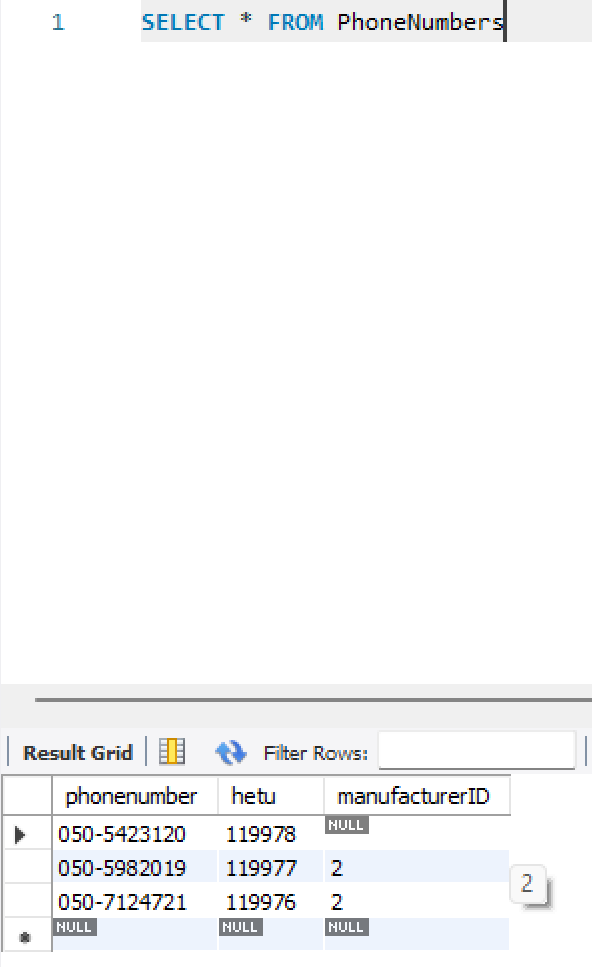 1 SELECT * FROM PhoneNumbers
Result Grid Filter Rows:
phonenumber hetu manufacturerID
050-5423120 119978 NULL
050-5982019 119977 2
2
050-7124721 119976 2
NULL NULL NULL